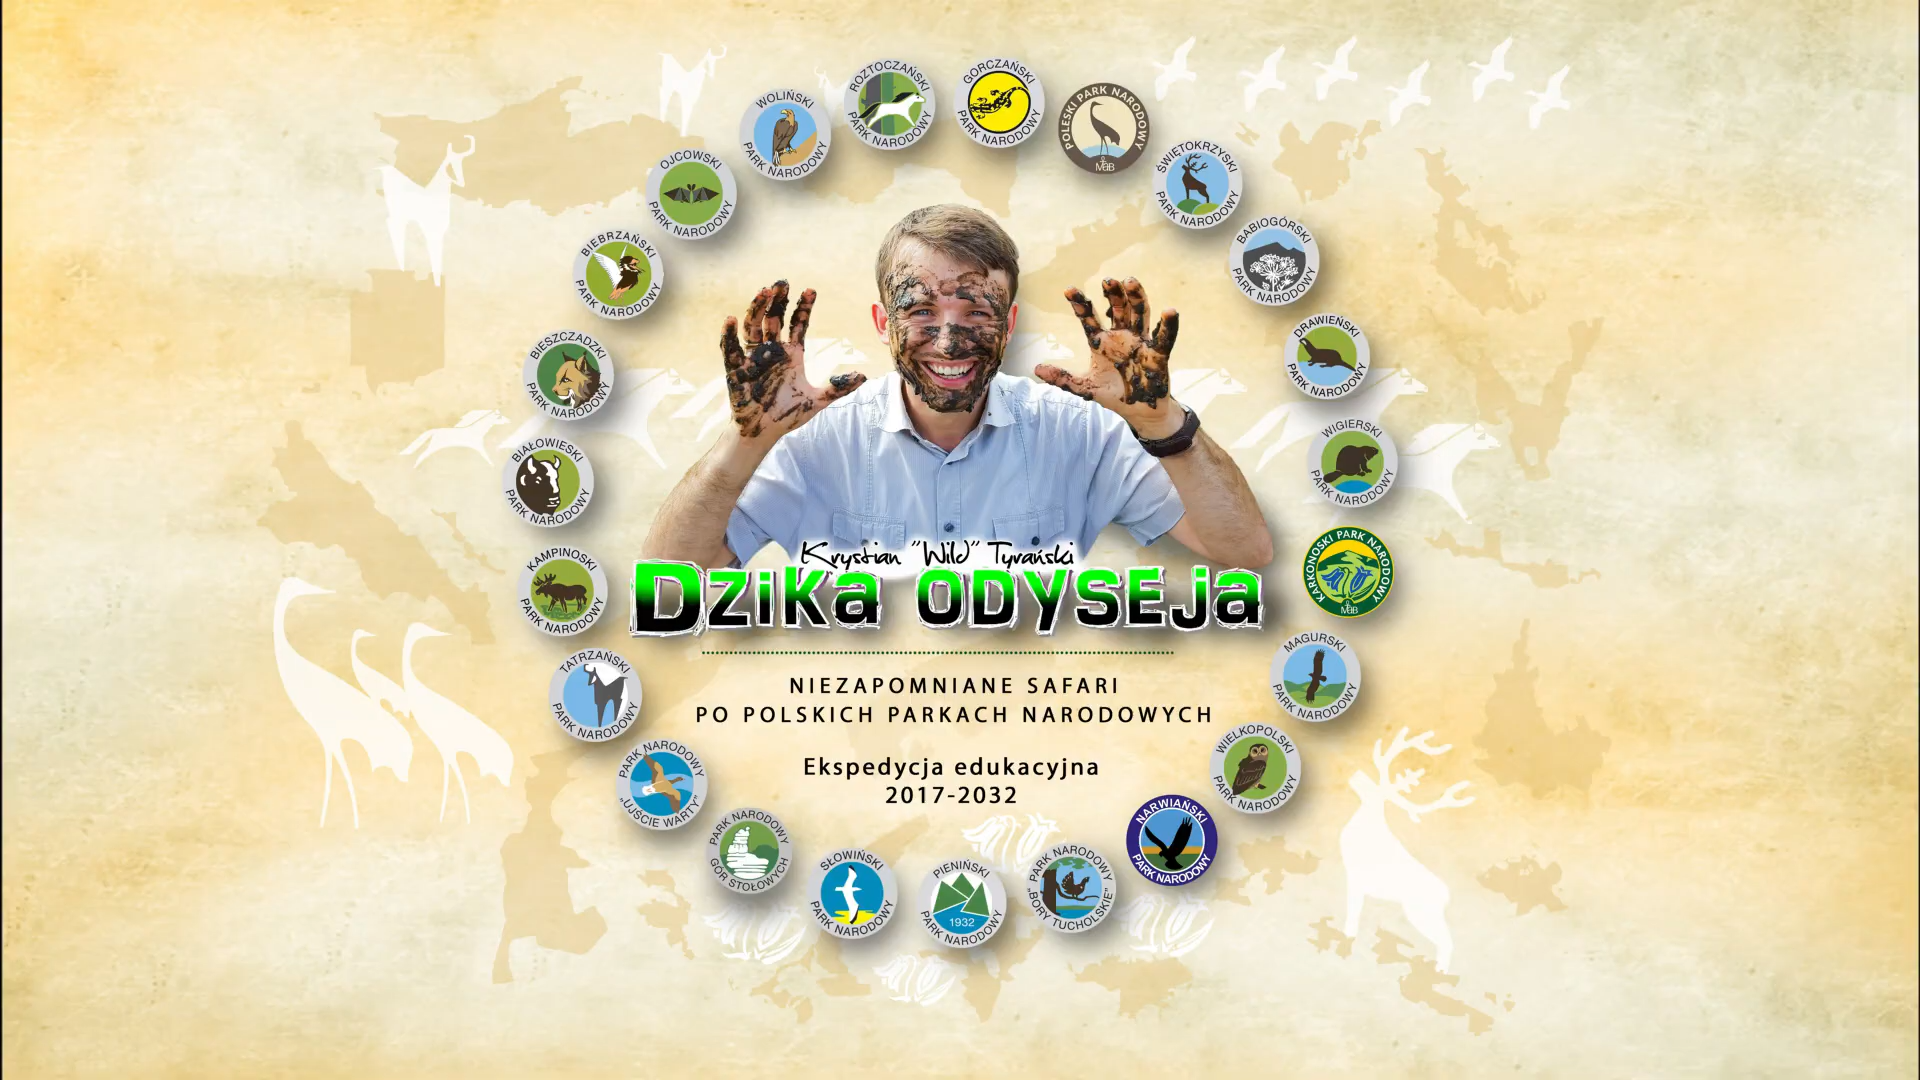 ROZTOCZAŃSKI
PARK NARODOWY
GORCZAŃSKI
PARK NARODOWY
POLESKI PARK NARODOWY
MaB
ŚWIĘTOKRZYSKI
PARK NARODOWY
BABIOGÓRSKI
PARK NARODOWY
DRAWIEŃSKI
PARK NARODOWY
WIGIERSKI
PARK NARODOWY
KARKONOSKI PARK NARODOWY
MaB
MAGURSKI
PARK NARODOWY
WIELKOPOLSKI
PARK NARODOWY
NARWIAŃSKI
PARK NARODOWY
PARK NARODOWY
„BORY TUCHOLSKIE"
PIENIŃSKI
1932
PARK NARODOWY
SŁOWIŃSKI
PARK NARODOWY
PARK NARODOWY
GÓR STOŁOWYCH
PARK NARODOWY
„UJŚCIE WARTY"
TATRZAŃSKI
PARK NARODOWY
KAMPINOSKI
PARK NARODOWY
BIAŁOWIESKI
PARK NARODOWY
BIESZCZADZKI
PARK NARODOWY
BIEBRZAŃSKI
PARK NARODOWY
OJCOWSKI
PARK NARODOWY
WOLIŃSKI
PARK NARODOWY
Krystian "Wild" Tyrański
Dzika ODYSEja
NIEZAPOMNIANE SAFARI
PO POLSKICH PARKACH NARODOWYCH
Ekspedycja edukacyjna
2017-2032